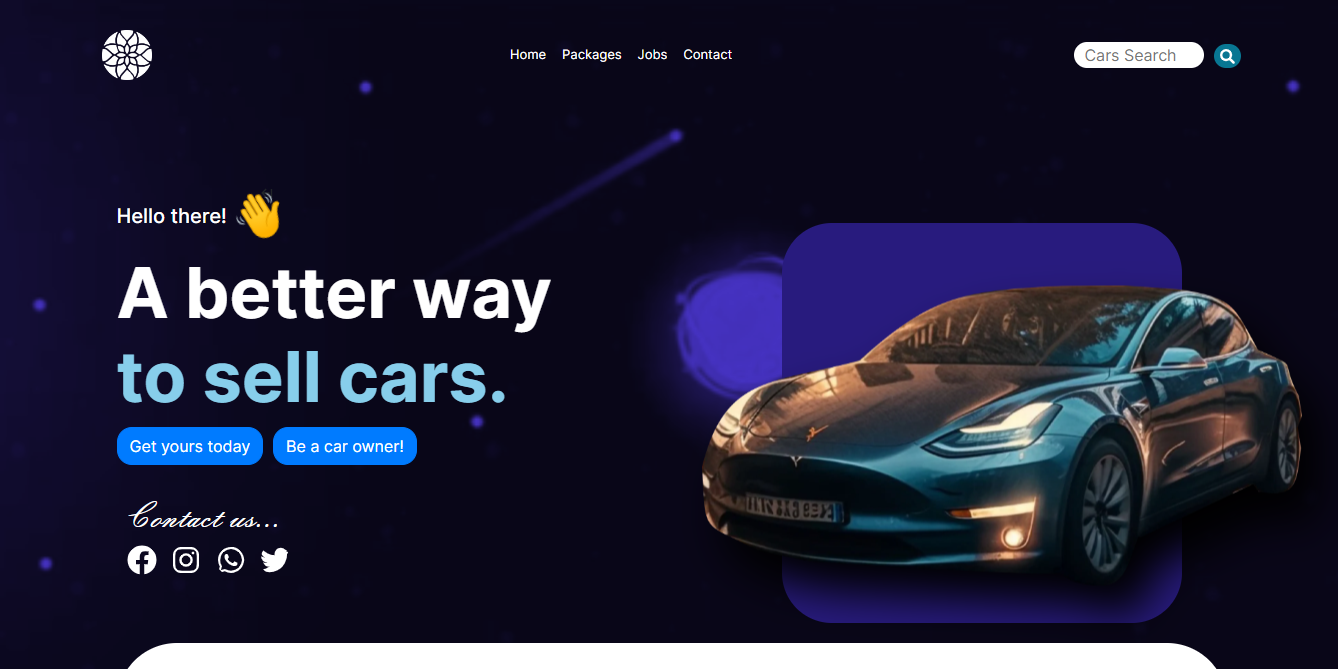 Home Packages Jobs Contact
Cars Search
Hello there!
A better way
to sell cars.
Get yours today
Be a car owner!
Contact us...